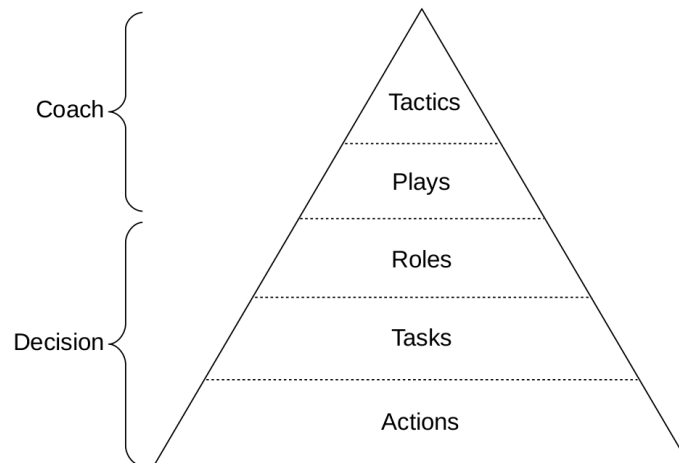 Tactics
Coach
Plays
Roles
Decision
Tasks
Actions